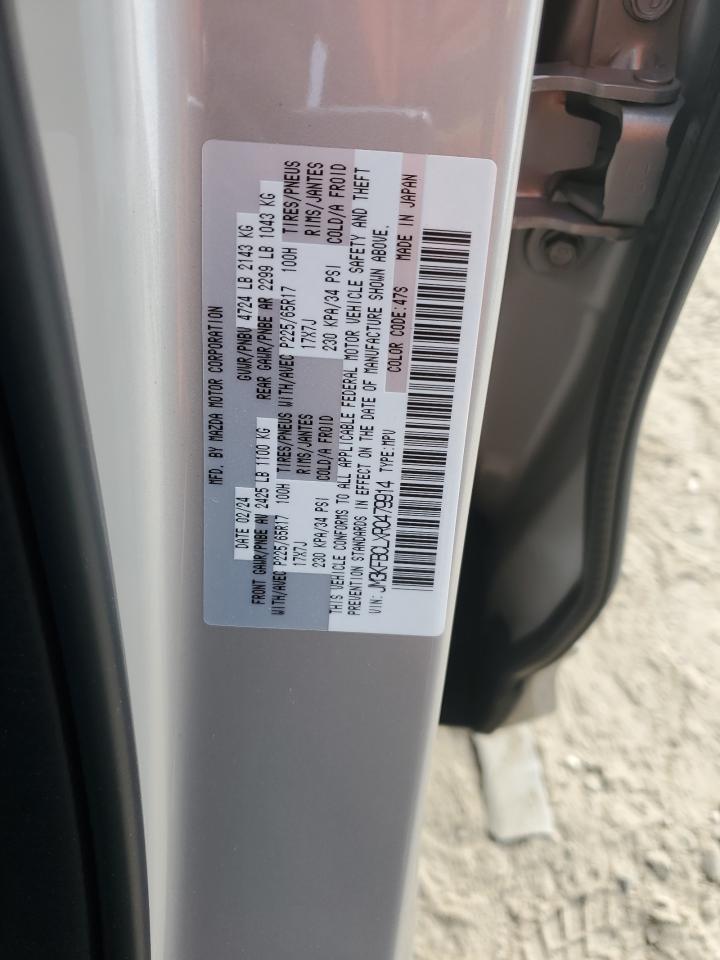 MFD. BY MAZDA MOTOR CORPORATION
DATE 02/24 GVWR/PNBV 4724 LB 2143 KG
FRONT GAWR/PNBE AV 2425 LB 1100 KG REAR GAWR/PNBE AR 2299 LB 1043 KG
WITH/AVEC P225/65R17 100H TIRES/PNEUS WITH/AVEC P225/65R17 100H TIRES/PNEUS
17X7J RIMS/JANTES 17X7J RIMS/JANTES
230 KPA/34 PSI COLD/A FROID 230 KPA/34 PSI COLD/A FROID
THIS VEHICLE CONFORMS TO ALL APPLICABLE FEDERAL MOTOR VEHICLE SAFETY AND THEFT
PREVENTION STANDARDS IN EFFECT ON THE DATE OF MANUFACTURE SHOWN ABOVE.
VIN: JM3KFBCLXR0479914 TYPE:MPV COLOR CODE:47S MADE IN JAPAN